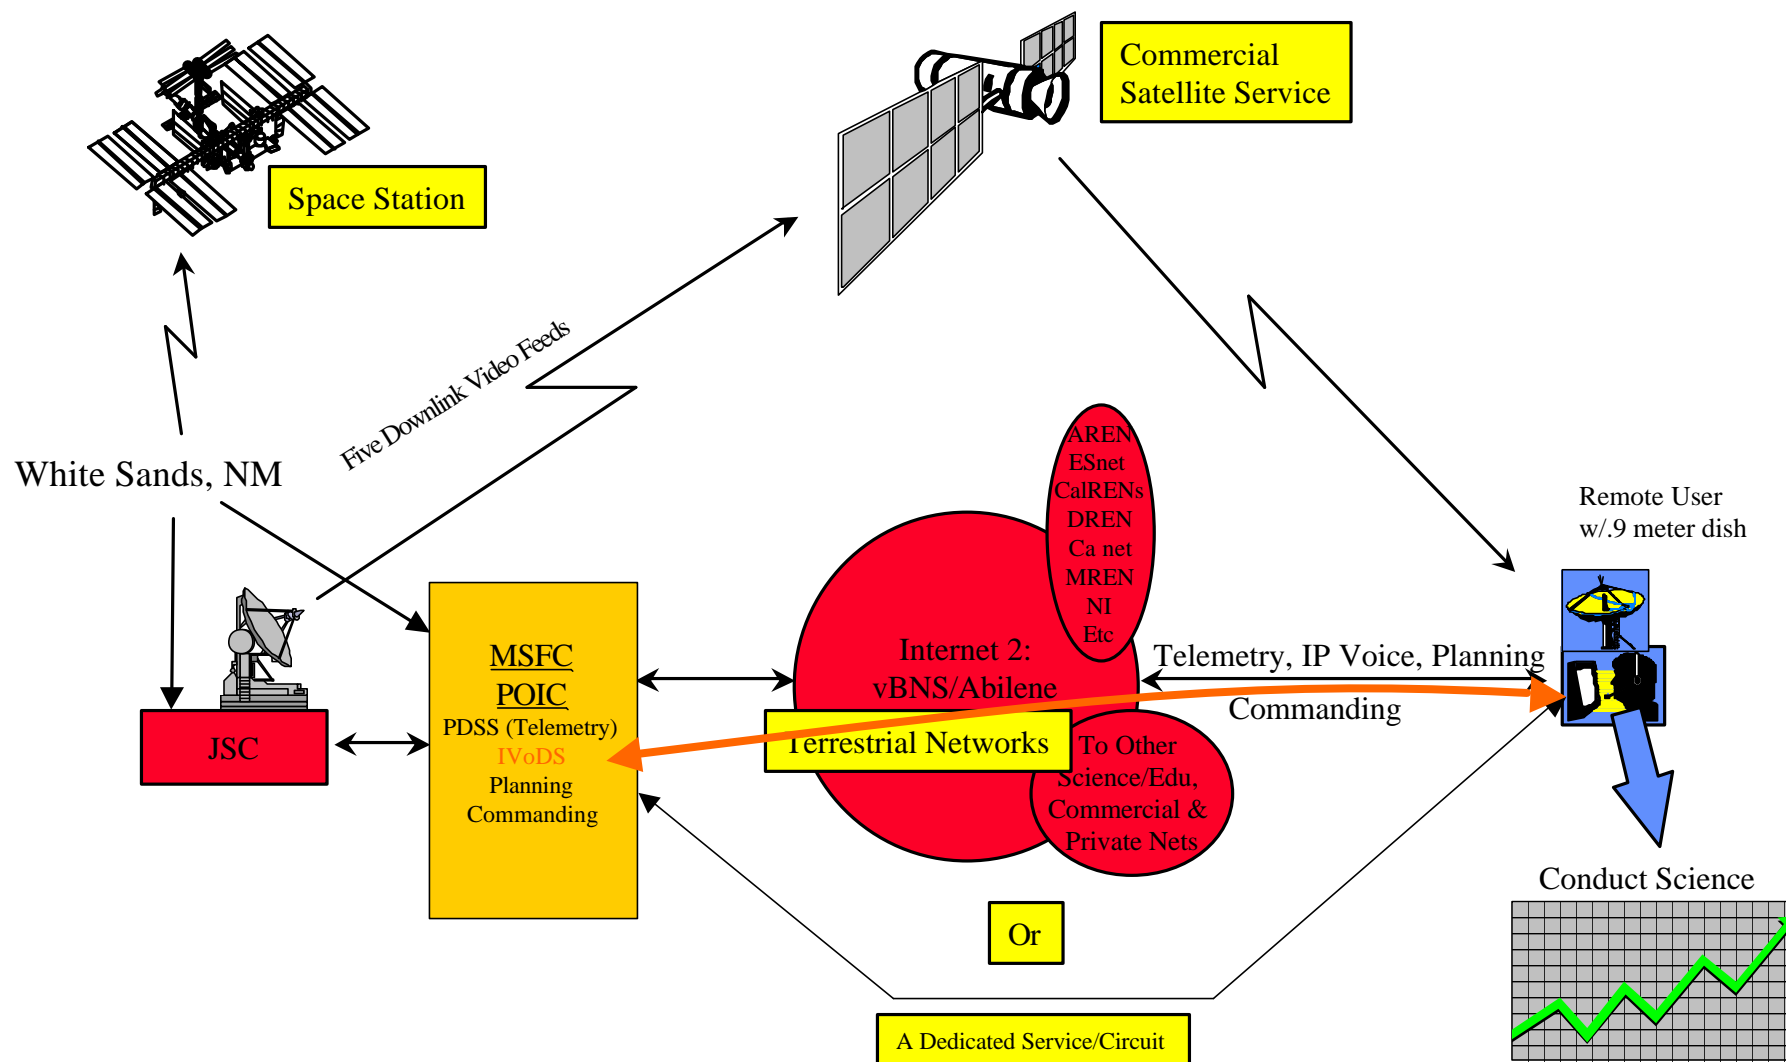 Commercial
Satellite Service
Space Station
Five Downlink Video Feeds
White Sands, NM
AREN
ESnet
CalRENs
DREN
Ca net
MREN
NI
Etc
Remote User
w/.9 meter dish
MSFC
POIC
PDSS (Telemetry)
IVoDS
Planning
Commanding
JSC
Internet 2:
vBNS/Abilene
Terrestrial Networks
Telemetry, IP Voice, Planning
Commanding
To Other
Science/Edu,
Commercial &
Private Nets
Or
A Dedicated Service/Circuit
Conduct Science